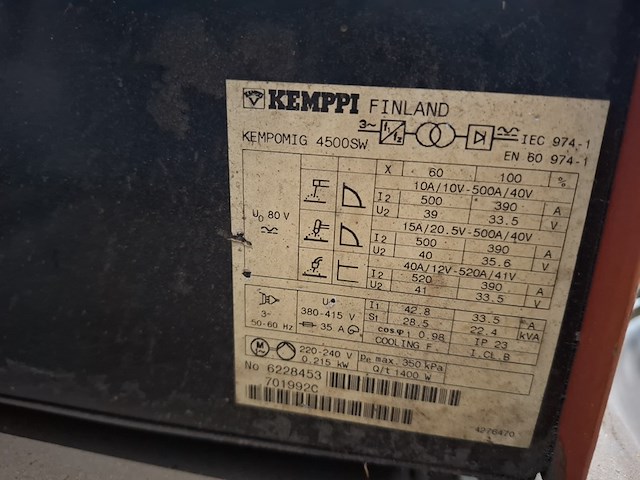 KEMPPI FINLAND
KEMPOMIG 4500SW
3~ f1 f2 IEC 974-1
EN 60 974-1
X 60 100 %
10A/10V-500A/40V
I2 500 390 A
U2 39 33.5 V
U0 80 V
15A/20.5V-500A/40V
I2 500 390 A
U2 40 35.6 V
40A/12V-520A/41V
I2 520 390 A
U2 41 33.5 V
3~ 50-60 Hz
U1 380-415 V
35 A
I1 42.8 33.5 A
S1 28.5 22.4 kVA
cosφ1 0.98 IP 23
COOLING F I.CL.B
M 220-240 V 0.215 kW
Pe max. 350 kPa
Q/t 1400 W
No 6228453
701992C
4276470